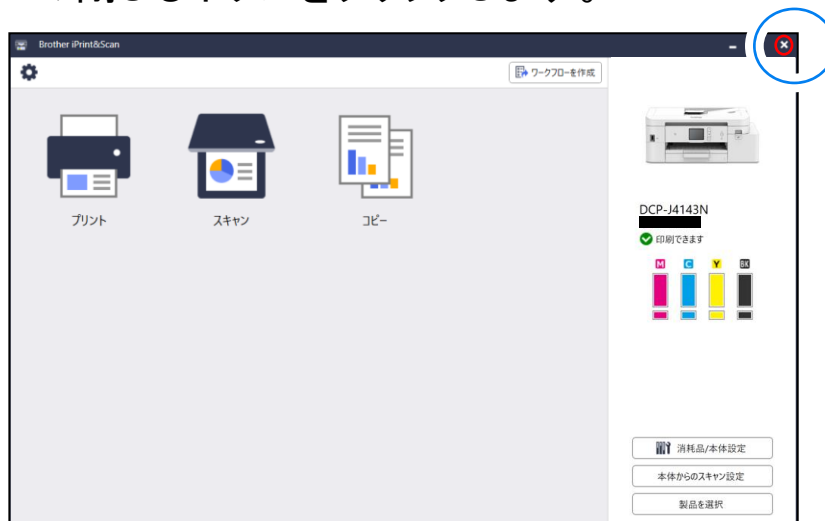 Brother iPrint&Scan
ワークフローを作成
プリント
スキャン
コピー
DCP-J4143N
印刷できます
M C Y BK
消耗品/本体設定
本体からのスキャン設定
製品を選択